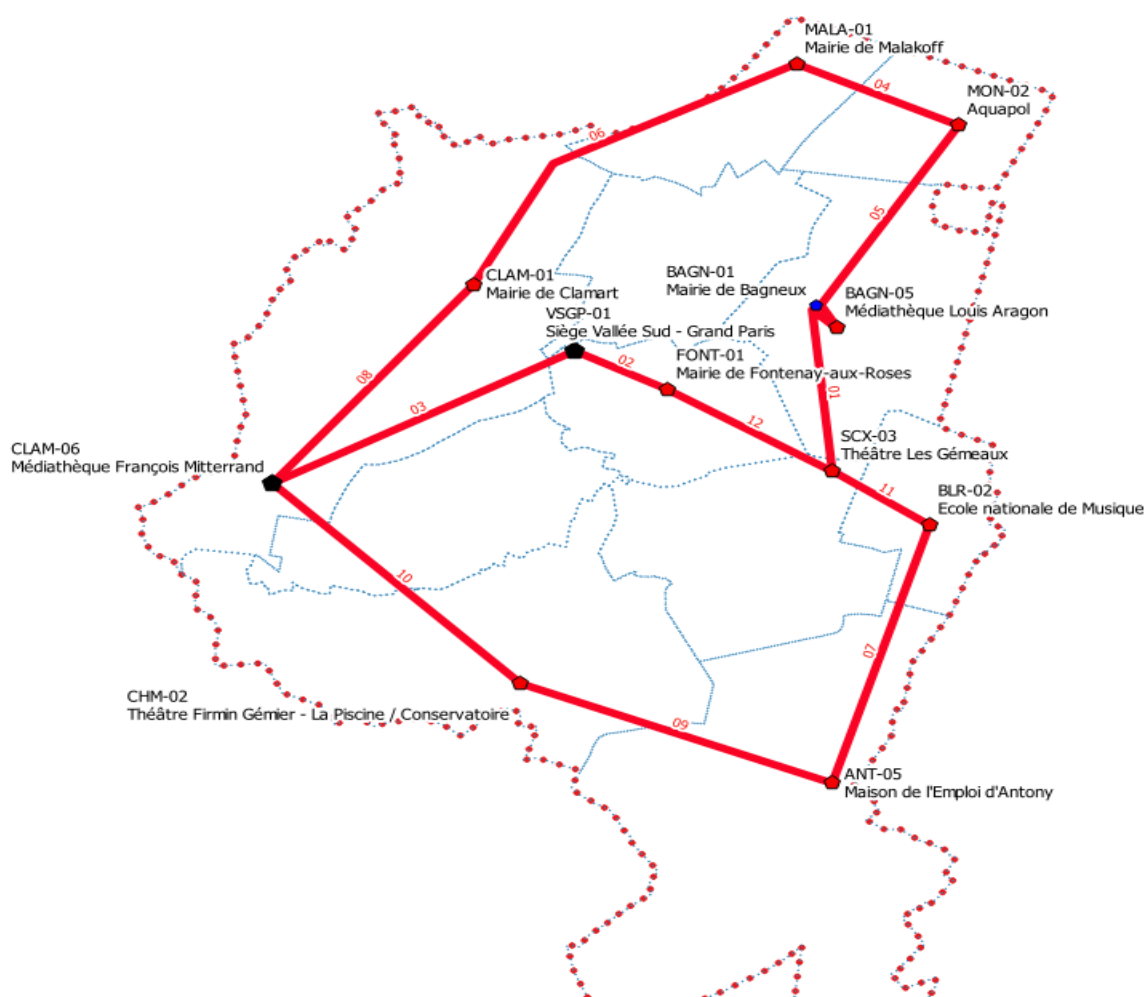 MALA-01
Mairie de Malakoff
04
MON-02
Aquapol
06
05
CLAM-01
Mairie de Clamart
BAGN-01
Mairie de Bagneux
BAGN-05
Médiathèque Louis Aragon
VSGP-01
Siège Vallée Sud - Grand Paris
02
FONT-01
Mairie de Fontenay-aux-Roses
01
08
03
12
CLAM-06
Médiathèque François Mitterrand
SCX-03
Théâtre Les Gémeaux
11
BLR-02
Ecole nationale de Musique
10
07
CHM-02
Théâtre Firmin Gémier - La Piscine / Conservatoire
09
ANT-05
Maison de l'Emploi d'Antony